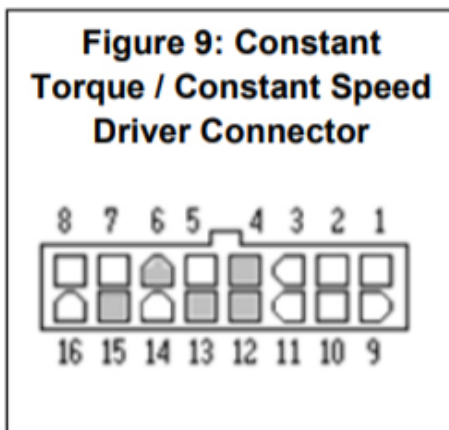 Figure 9: Constant
Torque / Constant Speed
Driver Connector
8 7 6 5 4 3 2 1
16 15 14 13 12 11 10 9